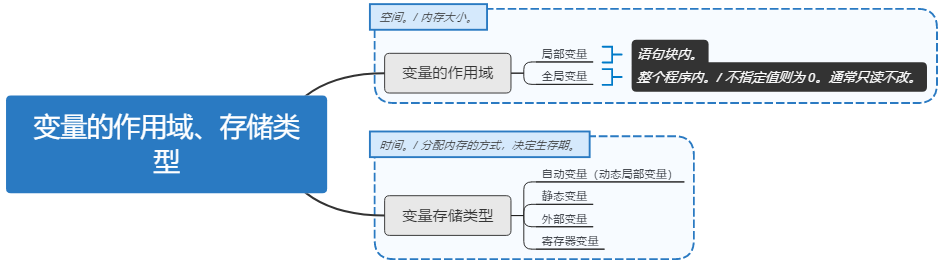 空间。/ 内存大小。
变量的作用域
局部变量
语句块内。
全局变量
整个程序内。/ 不指定值则为 0。通常只读不改。
变量的作用域、存储类
型
时间。/ 分配内存的方式，决定生存期。
变量存储类型
自动变量（动态局部变量）
静态变量
外部变量
寄存器变量